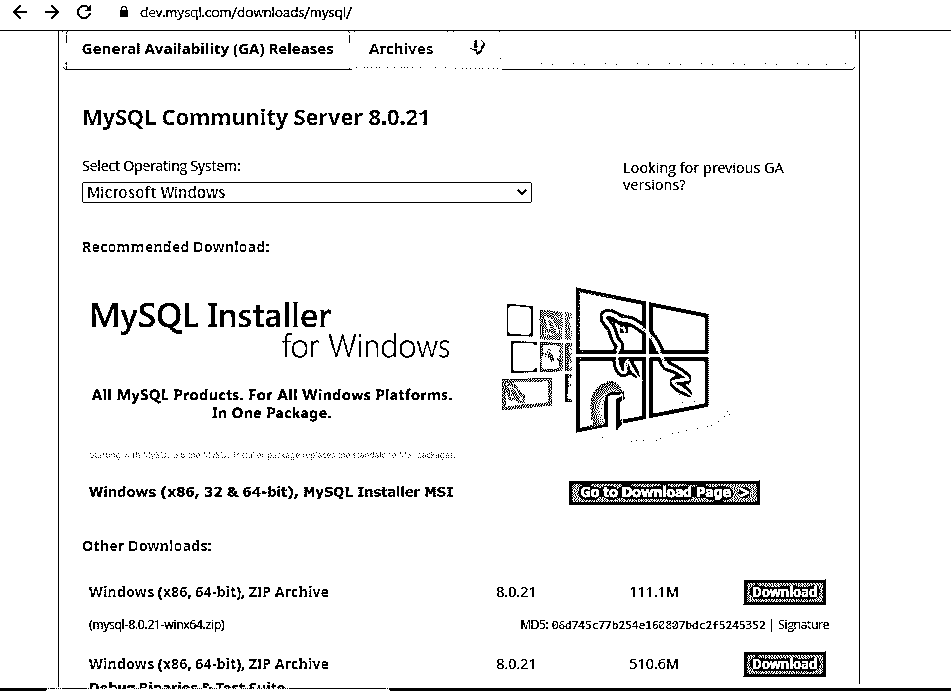 dev.mysql.com/downloads/mysql/
General Availability (GA) Releases
Archives
MySQL Community Server 8.0.21
Select Operating System:
Looking for previous GA
versions?
Microsoft Windows
Recommended Download:
MySQL Installer
for Windows
All MySQL Products. For All Windows Platforms.
In One Package.
Windows (x86, 32 & 64-bit), MySQL Installer MSI
Go to Download Page >
Other Downloads:
Windows (x86, 64-bit), ZIP Archive 8.0.21 111.1M Download
(mysql-8.0.21-winx64.zip) MD5: | Signature
Windows (x86, 64-bit), ZIP Archive 8.0.21 510.6M Download
Debug Binaries & Test Suite